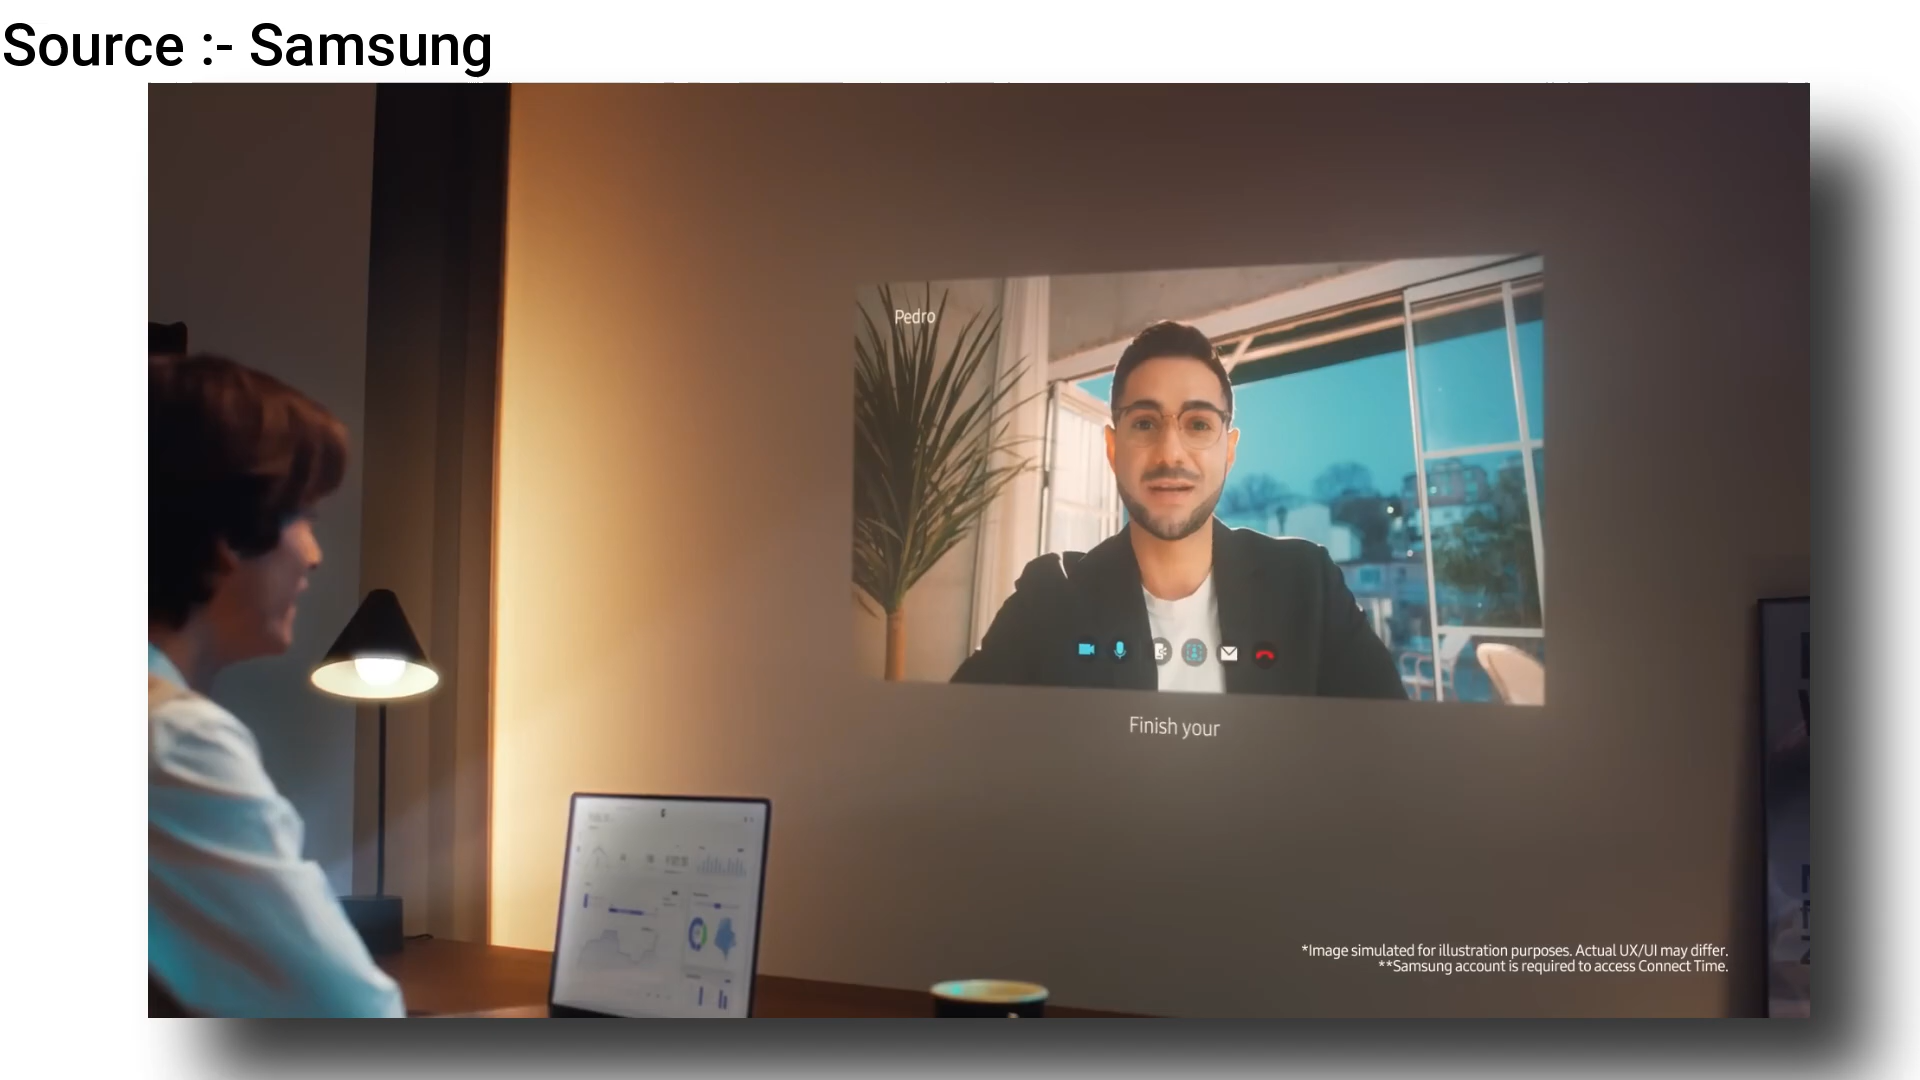 Source :- Samsung
Pedro
Finish your
*Image simulated for illustration purposes. Actual UX/UI may differ.
**Samsung account is required to access Connect Time.